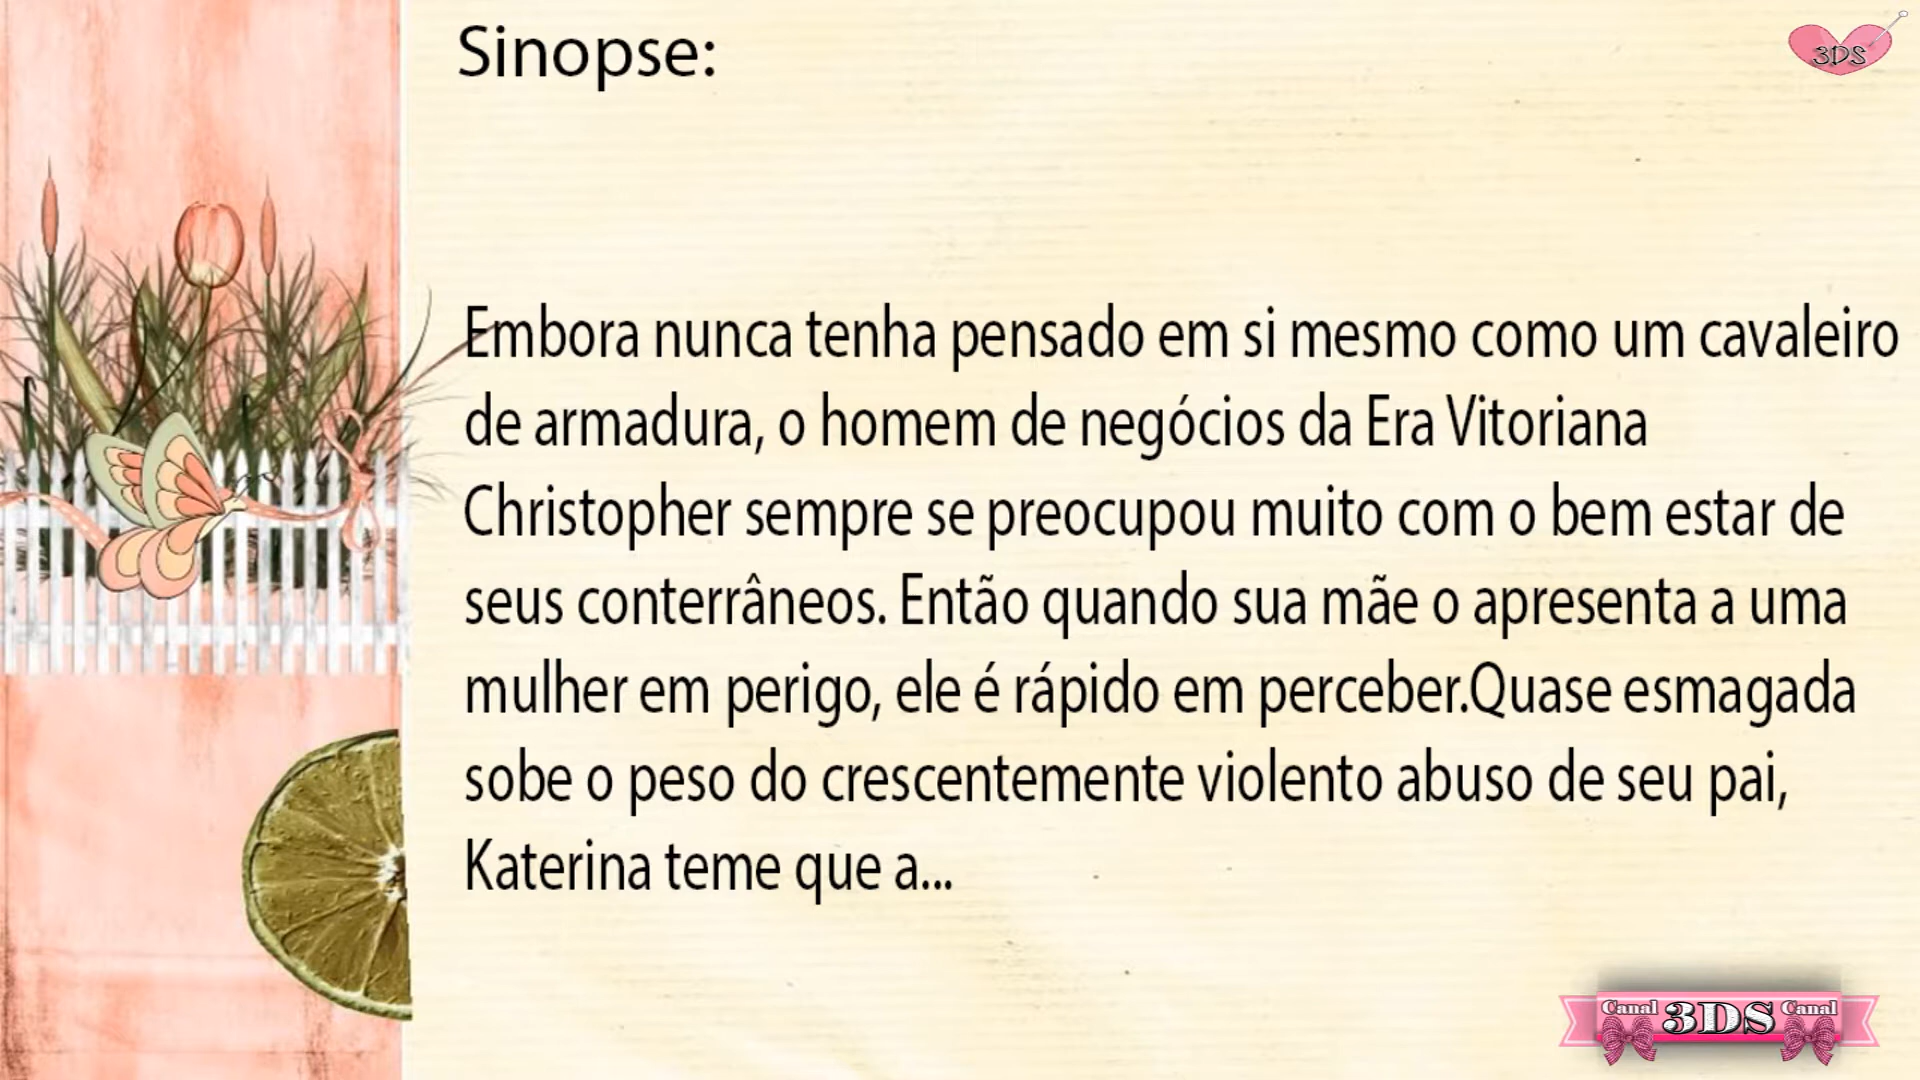 Sinopse:
3DS
Embora nunca tenha pensado em si mesmo como um cavaleiro
de armadura, o homem de negócios da Era Vitoriana
Christopher sempre se preocupou muito com o bem estar de
seus conterrâneos. Então quando sua mãe o apresenta a uma
mulher em perigo, ele é rápido em perceber.Quase esmagada
sobe o peso do crescentemente violento abuso de seu pai,
Katerina teme que a...
Canal 3DS Canal